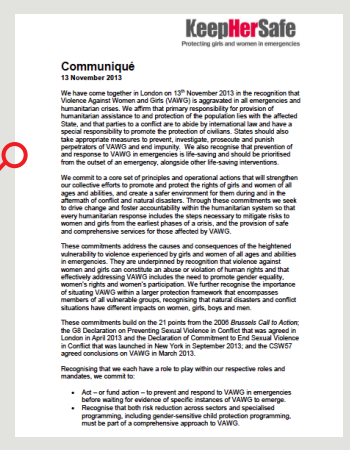 KeepHerSafe
Protecting girls and women in emergencies
Communiqué
13 November 2013
We have come together in London on 13th November 2013 in the recognition that
Violence Against Women and Girls (VAWG) is aggravated in all emergencies and
humanitarian crises. We affirm that primary responsibility for provision of
humanitarian assistance to and protection of the population lies with the affected
State, and that parties to a conflict are to abide by international law and have a
special responsibility to promote the protection of civilians. States should also
take appropriate measures to prevent, investigate, prosecute and punish
perpetrators of VAWG and end impunity. We also recognise that prevention of
and response to VAWG in emergencies is life-saving and should be prioritised
from the outset of an emergency, alongside other life-saving interventions.
We commit to a core set of principles and operational actions that will strengthen
our collective efforts to promote and protect the rights of girls and women of all
ages and abilities, and create a safer environment for them during and in the
aftermath of conflict and natural disasters. Through these commitments we seek
to drive change and foster accountability within the humanitarian system so that
every humanitarian response includes the steps necessary to mitigate risks to
women and girls from the earliest phases of a crisis, and the provision of safe
and comprehensive services for those affected by VAWG.
These commitments address the causes and consequences of the heightened
vulnerability to violence experienced by girls and women of all ages and abilities
in emergencies. They are underpinned by recognition that violence against
women and girls can constitute an abuse or violation of human rights and that
effectively addressing VAWG includes the need to promote gender equality,
women's rights and women's participation. We further recognise the importance
of situating VAWG within a larger protection framework that encompasses
members of all vulnerable groups, recognising that natural disasters and conflict
situations have different impacts on women, girls, boys and men.
These commitments build on the 21 points from the 2006 Brussels Call to Action;
the G8 Declaration on Preventing Sexual Violence in Conflict that was agreed in
London in April 2013 and the Declaration of Commitment to End Sexual Violence
in Conflict that was launched in New York in September 2013; and the CSW57
agreed conclusions on VAWG in March 2013.
Recognising that we each have a role to play within our respective roles and
mandates, we commit to:
• Act – or fund action – to prevent and respond to VAWG in emergencies
before waiting for evidence of specific instances of VAWG to emerge.
• Recognise that both risk reduction across sectors and specialised
programming, including gender-sensitive child protection programming,
must be part of a comprehensive approach to VAWG.